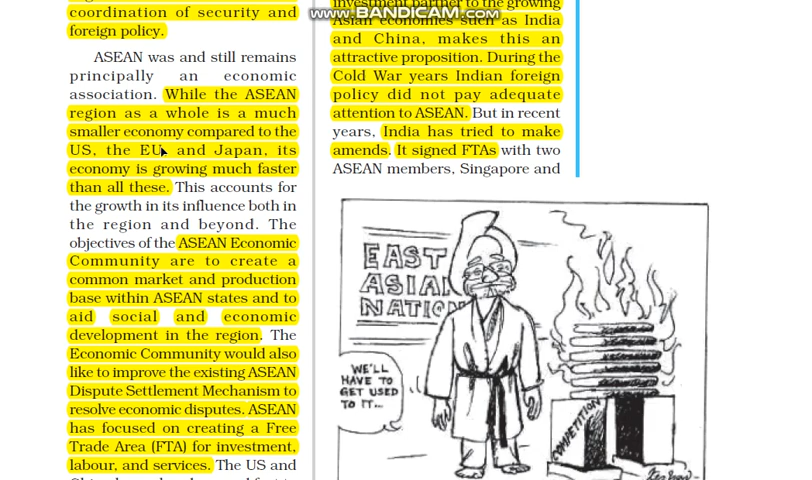 coordination of security and
foreign policy.
ASEAN was and still remains
principally an economic
association. While the ASEAN
region as a whole is a much
smaller economy compared to the
US, the EU and Japan, its
economy is growing much faster
than all these. This accounts for
the growth in its influence both in
the region and beyond. The
objectives of the ASEAN Economic
Community are to create a
common market and production
base within ASEAN states and to
aid social and economic
development in the region. The
Economic Community would also
like to improve the existing ASEAN
Dispute Settlement Mechanism to
resolve economic disputes. ASEAN
has focused on creating a Free
Trade Area (FTA) for investment,
labour, and services. The US and
www.BANDICAM.com
investment partner to the growing
Asian economies such as India
and China, makes this an
attractive proposition. During the
Cold War years Indian foreign
policy did not pay adequate
attention to ASEAN. But in recent
years, India has tried to make
amends. It signed FTAs with two
ASEAN members, Singapore and
EAST
ASIAN
NATION
WE'LL
HAVE TO
GET USED
TO IT...
COMPETITION